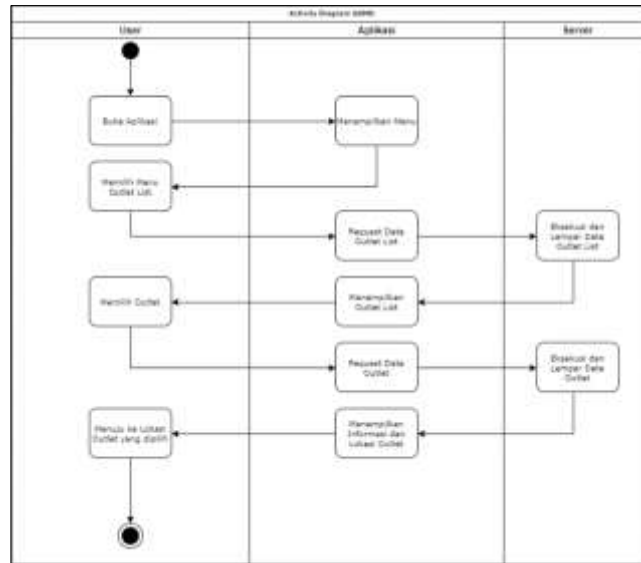 Activity Diagram
User
Aplikasi
Server
Buka Aplikasi
Menampilkan Menu
Memilih Menu
Outlet List
Request Data
Outlet List
Eksekusi dan
Lempar Data
Outlet List
Memilih Outlet
Menampilkan
Outlet List
Request Data
Outlet
Eksekusi dan
Lempar Data
Outlet
Menuju ke Lokasi
Outlet yang dipilih
Menampilkan
Informasi dan
Lokasi Outlet